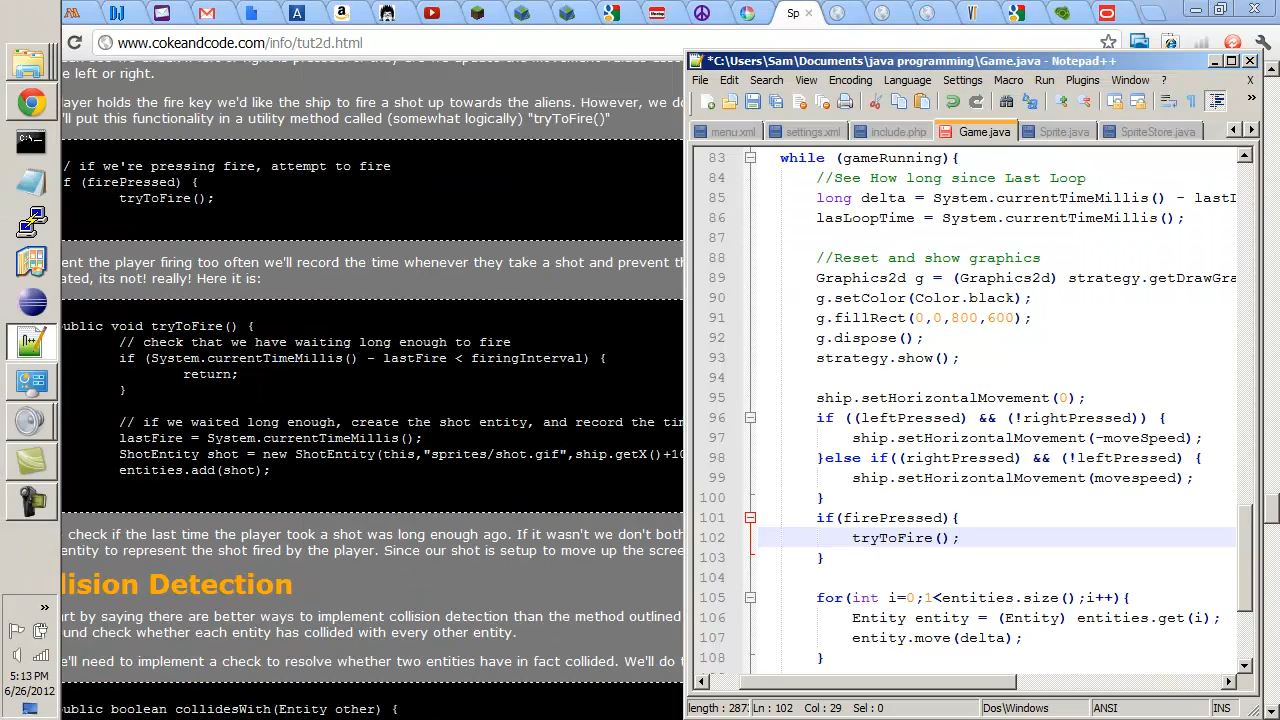 Sp
www.cokeandcode.com/info/tut2d.html
e left or right.
ayer holds the fire key we'd like the ship to fire a shot up towards the aliens. However, we do
'll put this functionality in a utility method called (somewhat logically) "tryToFire()"
/ if we're pressing fire, attempt to fire
f (firePressed) {
tryToFire();
ent the player firing too often we'll record the time whenever they take a shot and prevent th
ated, its not! really! Here it is:
ublic void tryToFire() {
// check that we have waiting long enough to fire
if (System.currentTimeMillis() - lastFire < firingInterval) {
return;
}
// if we waited long enough, create the shot entity, and record the tim
lastFire = System.currentTimeMillis();
ShotEntity shot = new ShotEntity(this,"sprites/shot.gif",ship.getX()+10
entities.add(shot);
check if the last time the player took a shot was long enough ago. If it wasn't we don't both
entity to represent the shot fired by the player. Since our shot is setup to move up the scree
lision Detection
art by saying there are better ways to implement collision detection than the method outlined
ound check whether each entity has collided with every other entity.
e'll need to implement a check to resolve whether two entities have in fact collided. We'll do t
ublic boolean collidesWith(Entity other) {
*C:\Users\Sam\Documents\java programming\Game.java - Notepad++
File Edit Search View Encoding Language Settings Macro Run Plugins Window ? X
menu.xml settings.xml include.php Game.java Sprite.java SpriteStore.java
83 while (gameRunning){
84 //See How long since Last Loop
85 long delta = System.currentTimeMillis() - lastL
86 lasLoopTime = System.currentTimeMillis();
87
88 //Reset and show graphics
89 Graphics2d g = (Graphics2d) strategy.getDrawGra
90 g.setColor(Color.black);
91 g.fillRect(0,0,800,600);
92 g.dispose();
93 strategy.show();
94
95 ship.setHorizontalMovement(0);
96 if ((leftPressed) && (!rightPressed)) {
97 ship.setHorizontalMovement(-moveSpeed);
98 }else if((rightPressed) && (!leftPressed) {
99 ship.setHorizontalMovement(movespeed);
100 }
101 if(firePressed){
102 tryToFire();
103 }
104
105 for(int i=0;1<entities.size();i++){
106 Entity entity = (Entity) entities.get(i);
107 entity.move(delta);
108 }
length : 287 Ln : 102 Col : 29 Sel : 0 Dos\Windows ANSI INS
5:13 PM
6/26/2012